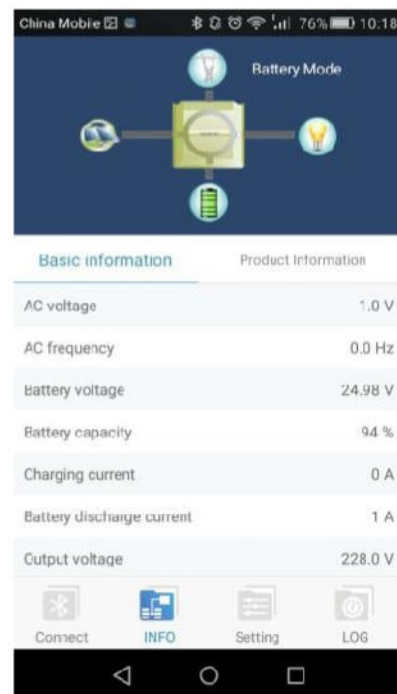 China Mobile 76% 10:18
Battery Mode
Basic information Product Information
AC voltage 1.0 V
AC frequency 0.0 Hz
Battery voltage 24.98 V
Battery capacity 94 %
Charging current 0 A
Battery discharge current 1 A
Output voltage 228.0 V
Connect INFO Setting LOG